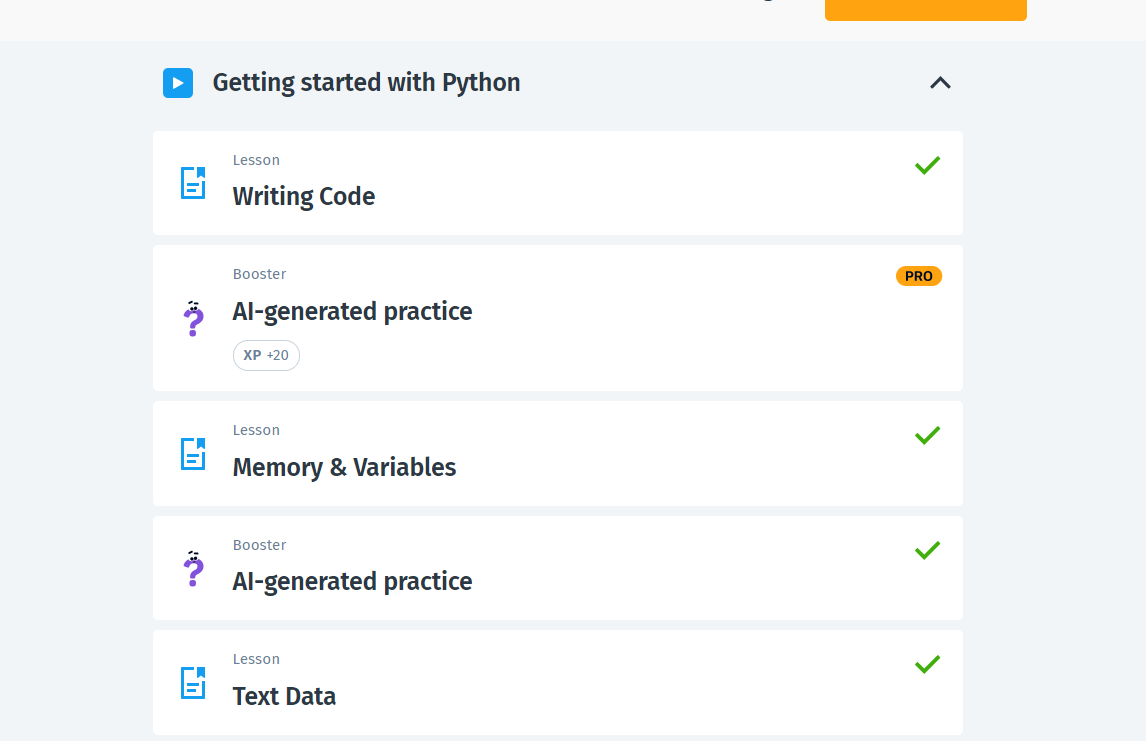 Getting started with Python
Lesson
Writing Code
Booster
PRO
AI-generated practice
XP +20
Lesson
Memory & Variables
Booster
AI-generated practice
Lesson
Text Data